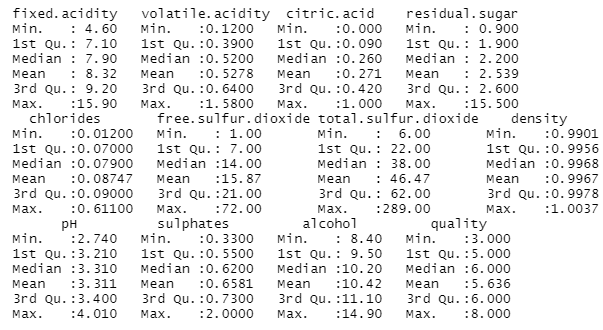 fixed.acidity   volatile.acidity  citric.acid    residual.sugar
Min.   : 4.60   Min.   :0.1200   Min.   :0.000   Min.   : 0.900
1st Qu.: 7.10   1st Qu.:0.3900   1st Qu.:0.090   1st Qu.: 1.900
Median : 7.90   Median :0.5200   Median :0.260   Median : 2.200
Mean   : 8.32   Mean   :0.5278   Mean   :0.271   Mean   : 2.539
3rd Qu.: 9.20   3rd Qu.:0.6400   3rd Qu.:0.420   3rd Qu.: 2.600
Max.   :15.90   Max.   :1.5800   Max.   :1.000   Max.   :15.500
chlorides       free.sulfur.dioxide total.sulfur.dioxide    density
Min.   :0.01200   Min.   : 1.00       Min.   :  6.00       Min.   :0.9901
1st Qu.:0.07000   1st Qu.: 7.00       1st Qu.: 22.00       1st Qu.:0.9956
Median :0.07900   Median :14.00       Median : 38.00       Median :0.9968
Mean   :0.08747   Mean   :15.87       Mean   : 46.47       Mean   :0.9967
3rd Qu.:0.09000   3rd Qu.:21.00       3rd Qu.: 62.00       3rd Qu.:0.9978
Max.   :0.61100   Max.   :72.00       Max.   :289.00       Max.   :1.0037
pH          sulphates         alcohol         quality
Min.   :2.740   Min.   :0.3300   Min.   : 8.40   Min.   :3.000
1st Qu.:3.210   1st Qu.:0.5500   1st Qu.: 9.50   1st Qu.:5.000
Median :3.310   Median :0.6200   Median :10.20   Median :6.000
Mean   :3.311   Mean   :0.6581   Mean   :10.42   Mean   :5.636
3rd Qu.:3.400   3rd Qu.:0.7300   3rd Qu.:11.10   3rd Qu.:6.000
Max.   :4.010   Max.   :2.0000   Max.   :14.90   Max.   :8.000